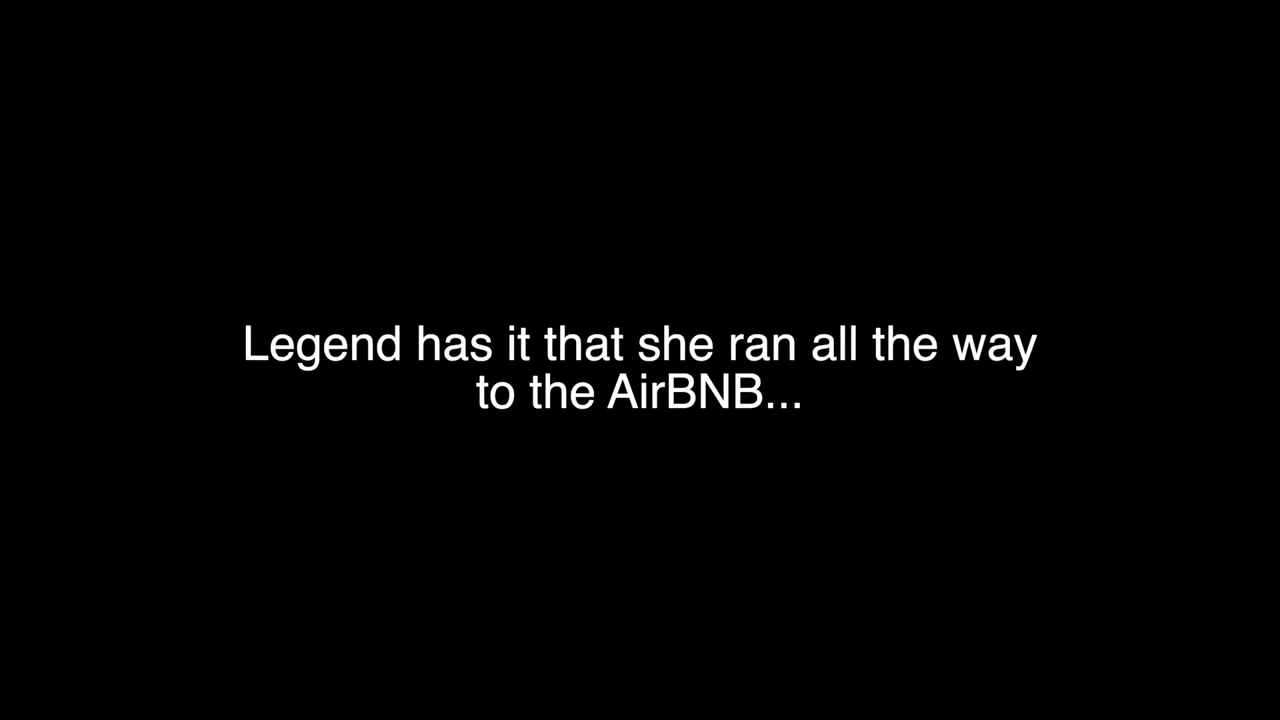 Legend has it that she ran all the way
to the AirBNB...